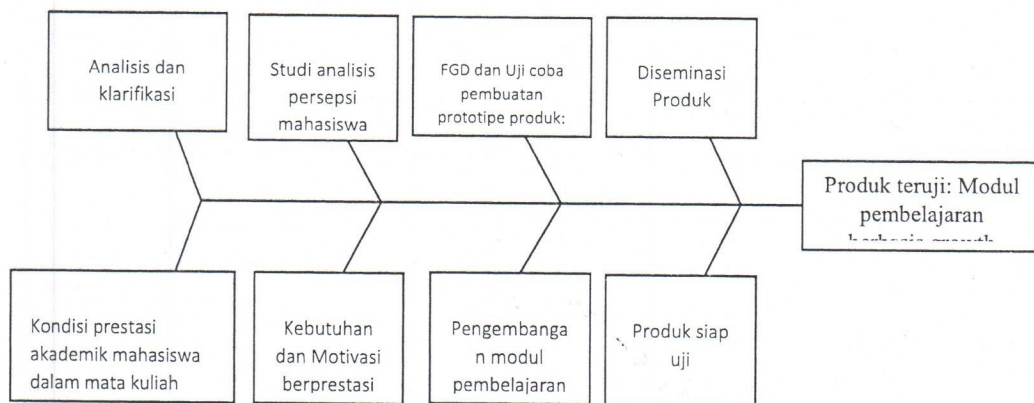 Analisis dan
klarifikasi
Studi analisis
persepsi
mahasiswa
FGD dan Uji coba
pembuatan
prototipe produk:
Diseminasi
Produk
Produk teruji: Modul
pembelajaran
Kondisi prestasi
akademik mahasiswa
dalam mata kuliah
Kebutuhan
dan Motivasi
berprestasi
Pengembanga
n modul
pembelajaran
Produk siap
uji